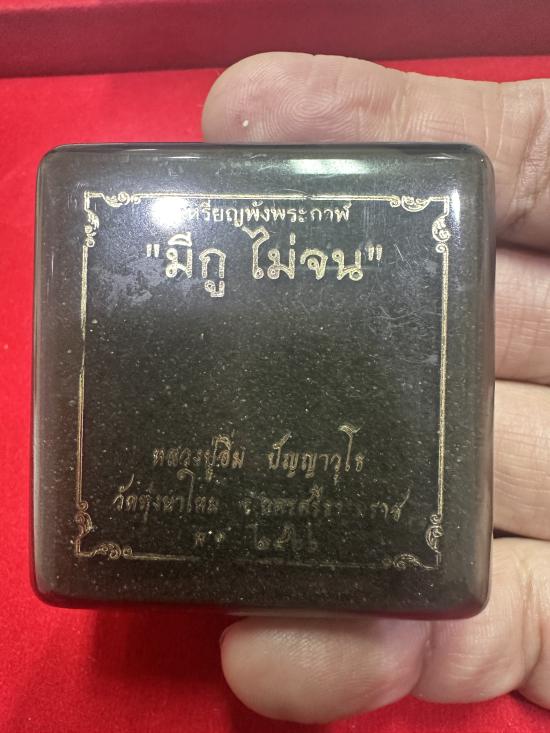 เหรียญพังพระกาฬ
"มีกู ไม่จน"
หลวงปู่อิ่ม ปัญญาวุโธ
วัดทุ่งนาใหม่ จ.นครศรีธรรมราช
พ.ศ.